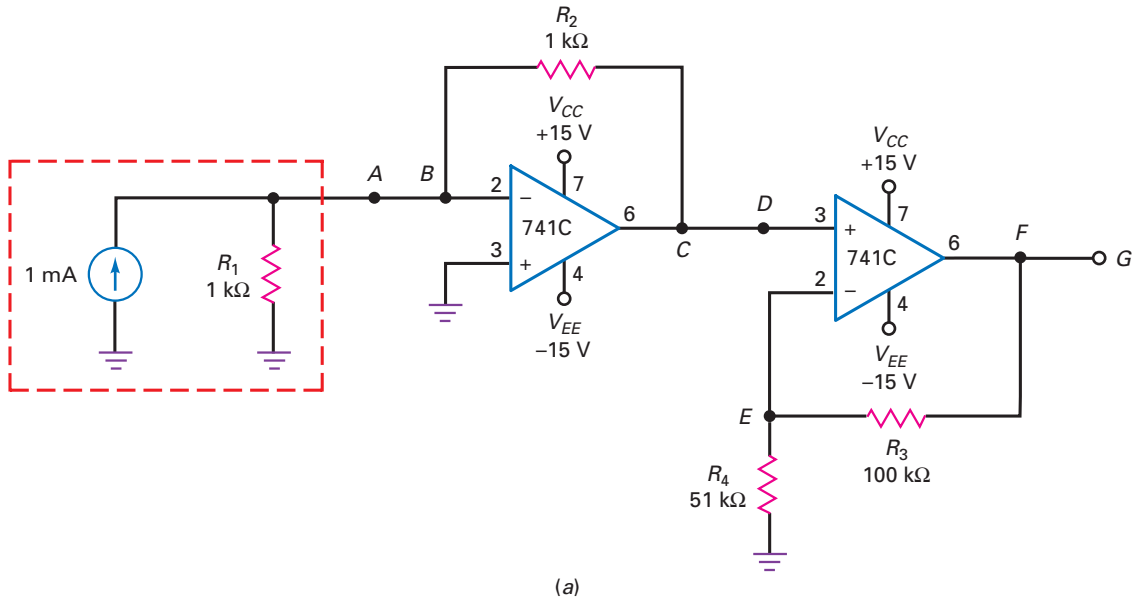 R2
1 kΩ
VCC
+15 V
7
2
−
741C
6
3
+
4
VEE
−15 V
A
B
C
D
1 mA
R1
1 kΩ
VCC
+15 V
7
3
+
741C
6
2
−
4
VEE
−15 V
F
G
E
R3
100 kΩ
R4
51 kΩ
(a)